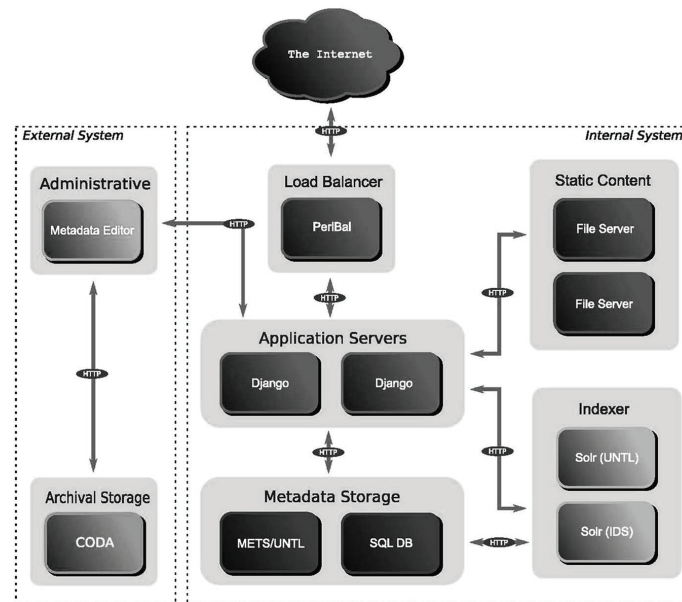 The Internet
HTTP
External System
Internal System
Administrative
Metadata Editor
HTTP
Load Balancer
PerlBal
Static Content
File Server
File Server
HTTP
HTTP
Application Servers
Django
Django
HTTP
HTTP
HTTP
Indexer
Solr (UNTL)
Solr (IDS)
Archival Storage
CODA
Metadata Storage
METS/UNTL
SQL DB
HTTP